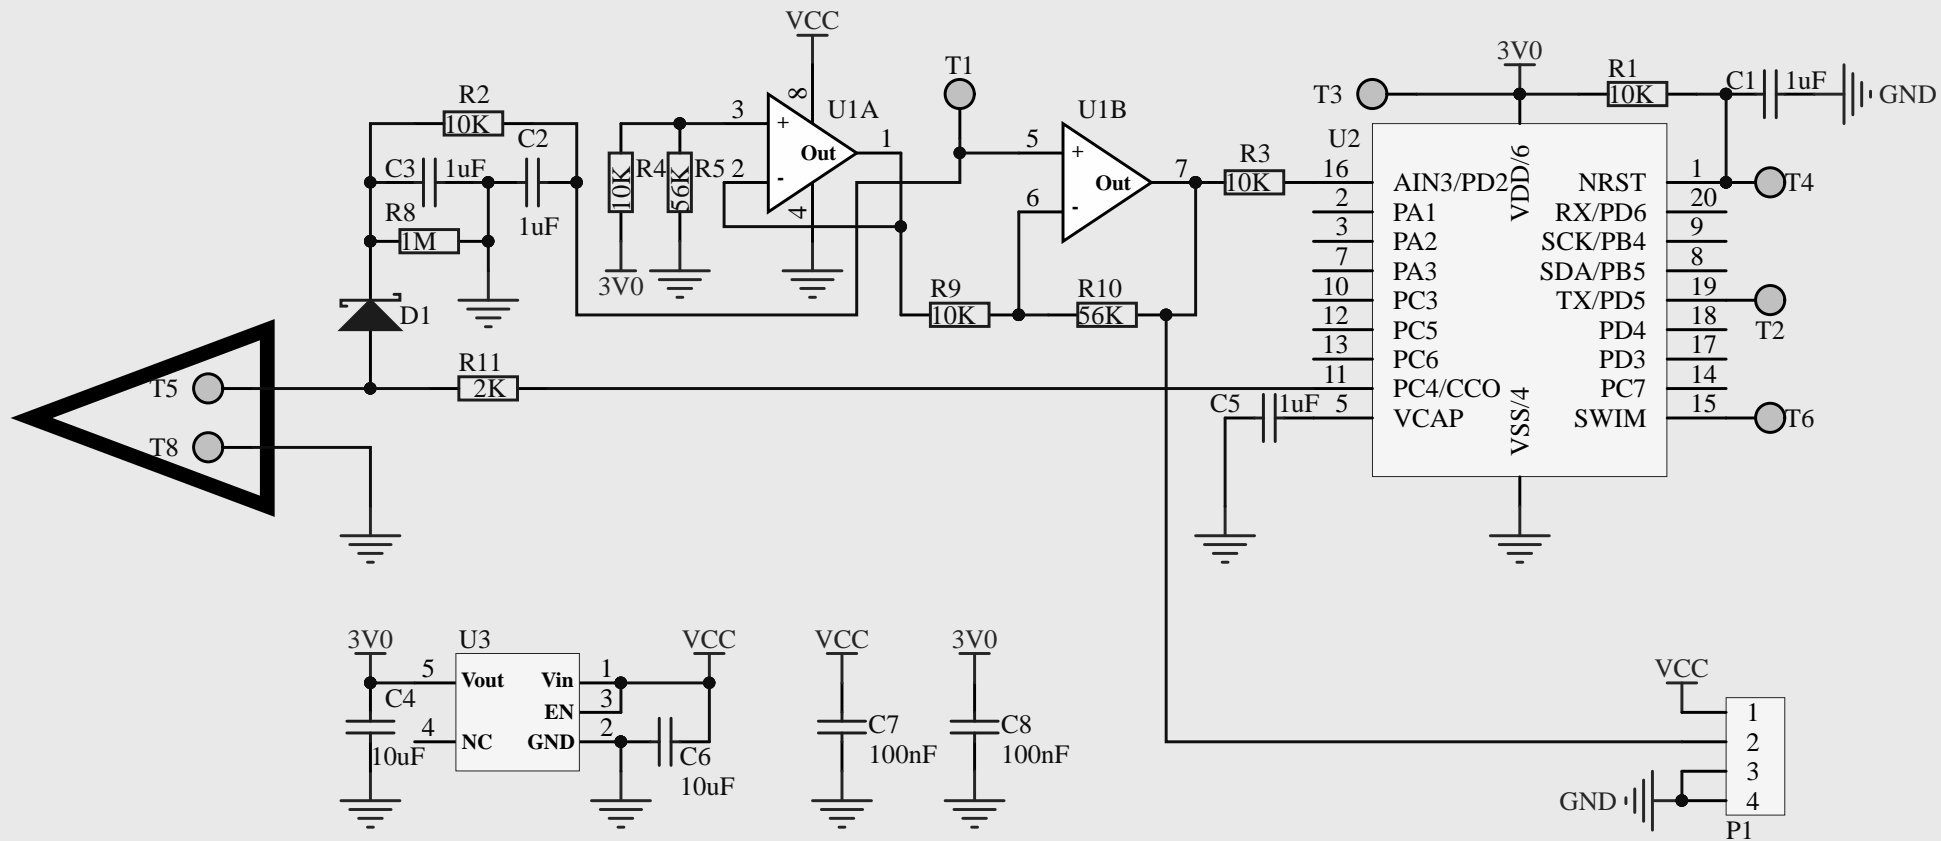 VCC
T1
3V0
R1
C1
1uF
GND
T3
10K
R2
10K
C2
C3
1uF
1uF
R8
1M
D1
R4
10K
3V0
R5
56K
3
2
8
4
U1A
+
-
Out
1
U1B
5
6
+
-
Out
7
R3
10K
R9
10K
R10
56K
R11
2K
C5
1uF
U2
VDD/6
VSS/4
16 AIN3/PD2
2 PA1
3 PA2
7 PA3
10 PC3
12 PC5
13 PC6
11 PC4/CCO
5 VCAP
NRST 1
RX/PD6 20
SCK/PB4 9
SDA/PB5 8
TX/PD5 19
PD4 18
PD3 17
PC7 14
SWIM 15
T4
T2
T6
T5
T8
3V0
U3
VCC
5 Vout
Vin 1
EN 3
4 NC
GND 2
C4
10uF
C6
10uF
VCC
C7
100nF
3V0
C8
100nF
VCC
1
2
3
4
GND
P1